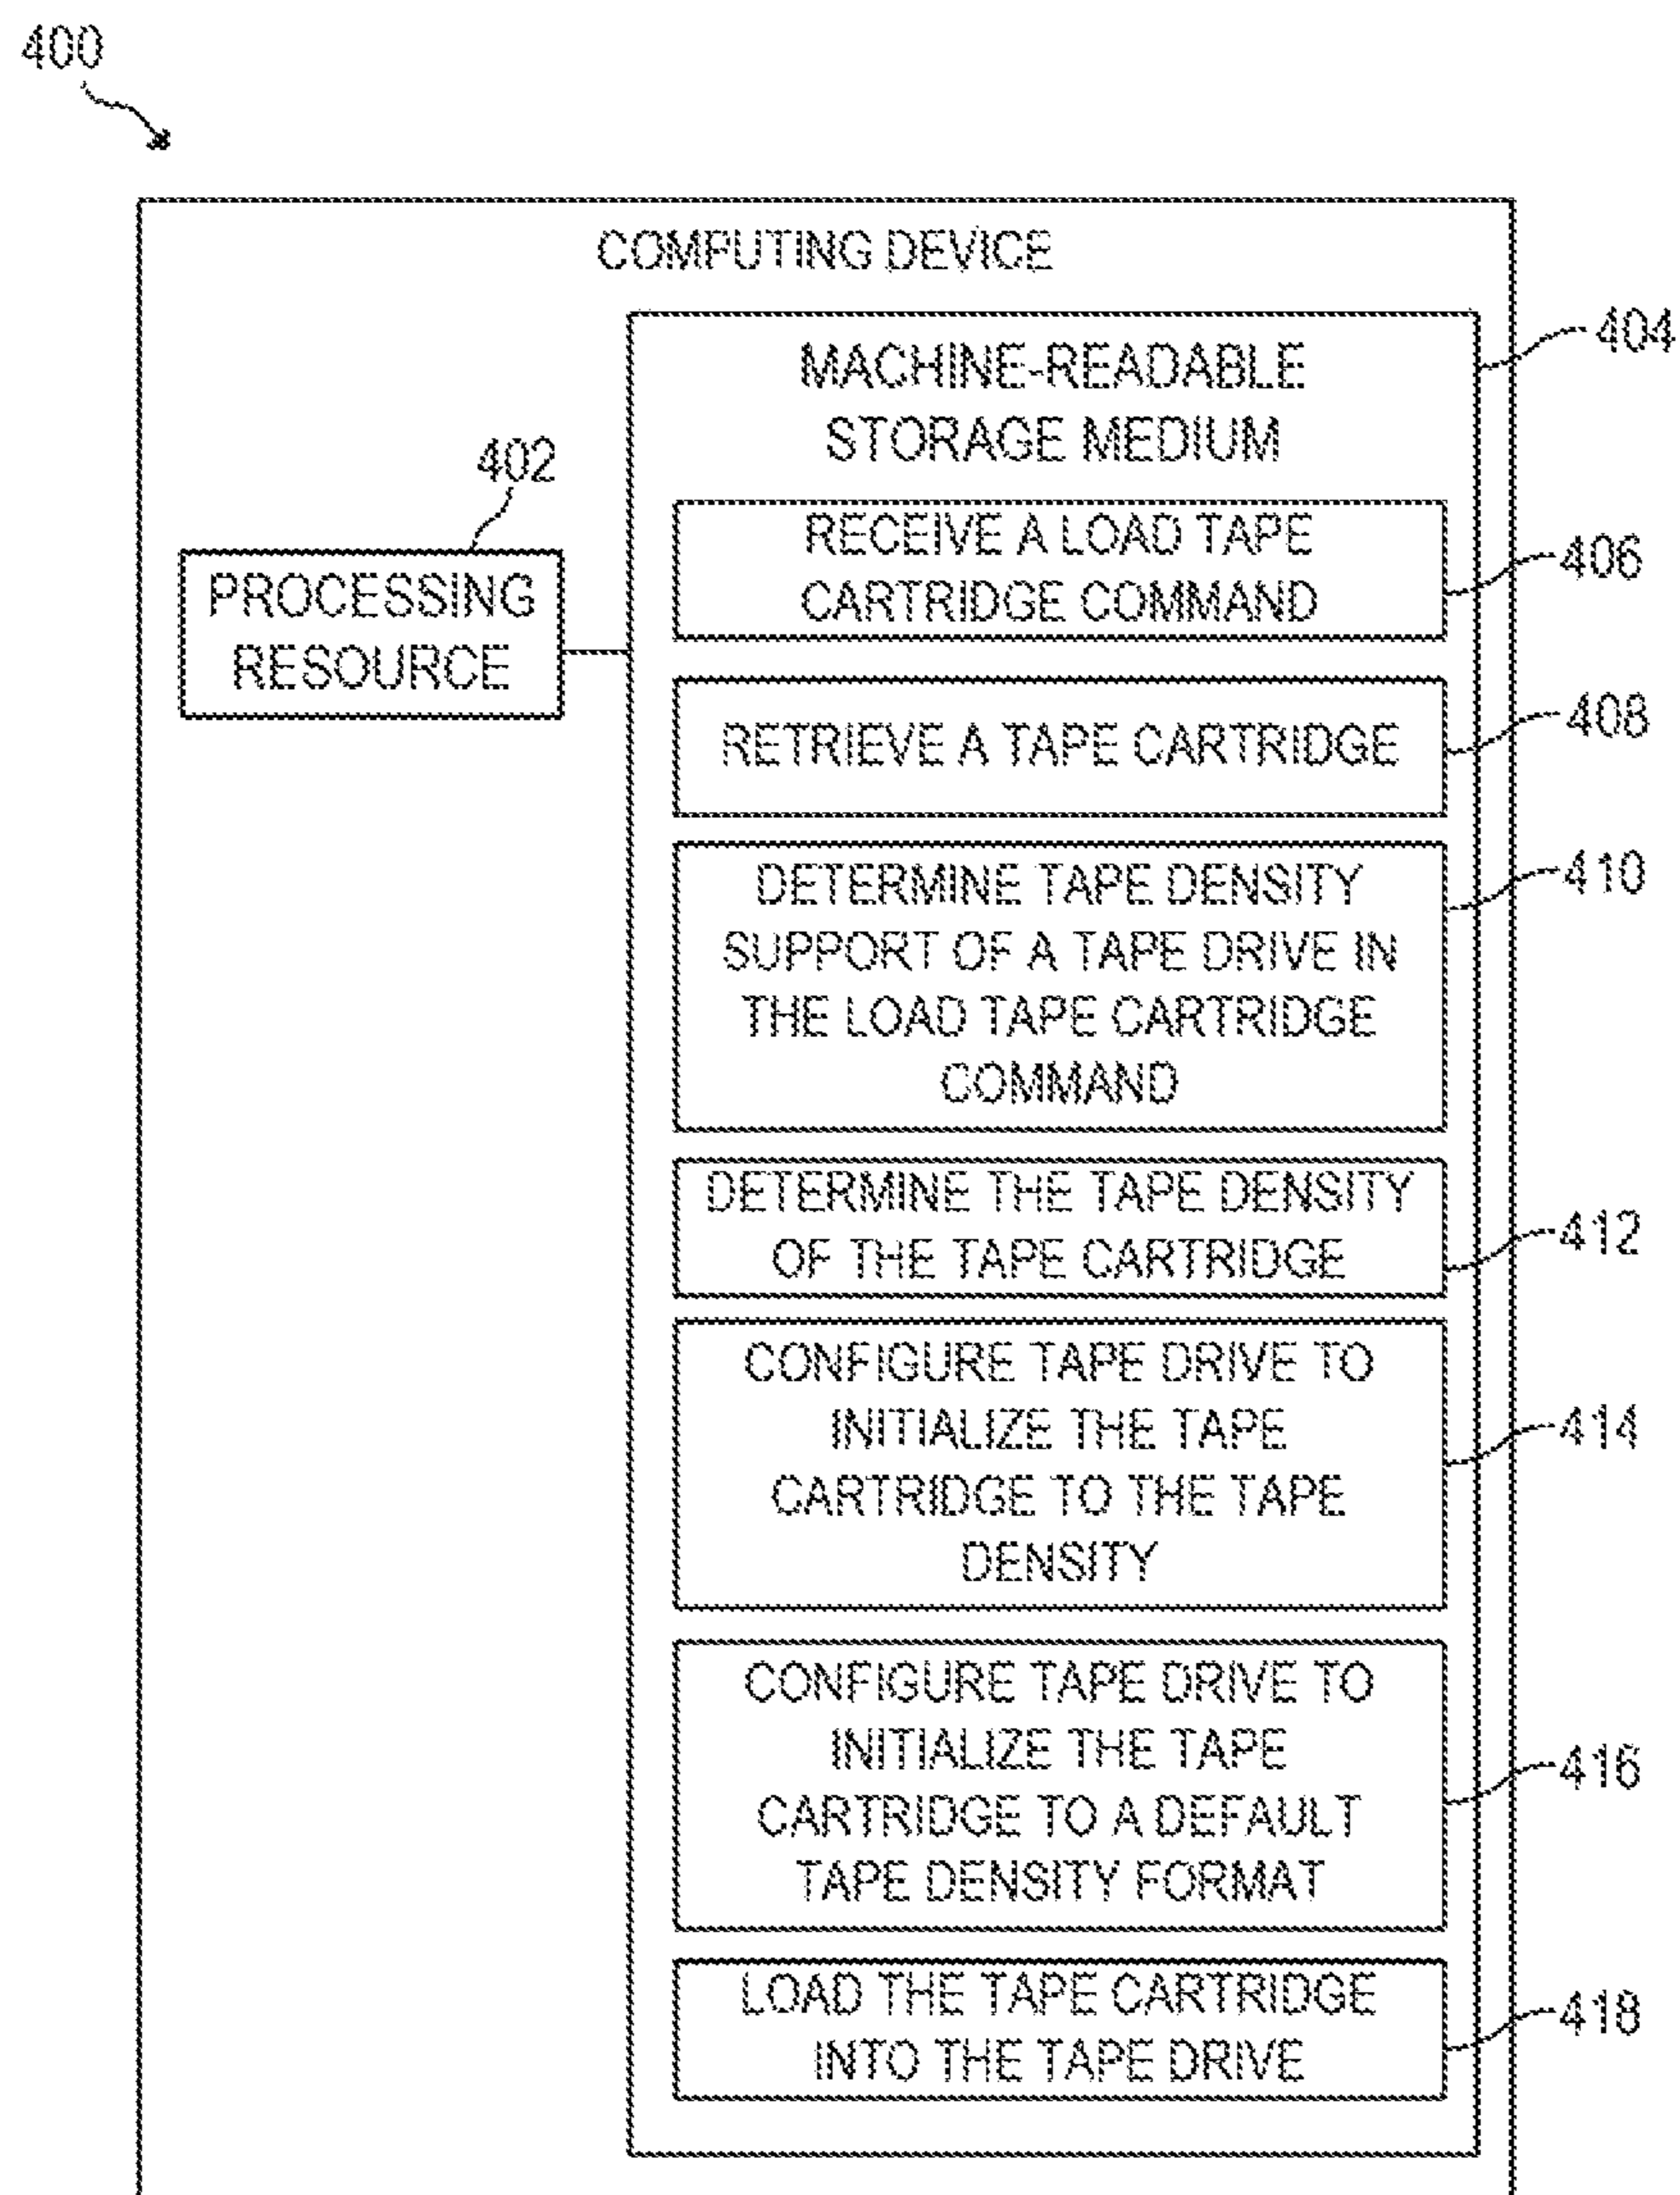 400
COMPUTING DEVICE
MACHINE-READABLE
STORAGE MEDIUM
404
402
PROCESSING
RESOURCE
RECEIVE A LOAD TAPE
CARTRIDGE COMMAND
406
RETRIEVE A TAPE CARTRIDGE
408
DETERMINE TAPE DENSITY
SUPPORT OF A TAPE DRIVE IN
THE LOAD TAPE CARTRIDGE
COMMAND
410
DETERMINE THE TAPE DENSITY
OF THE TAPE CARTRIDGE
412
CONFIGURE TAPE DRIVE TO
INITIALIZE THE TAPE
CARTRIDGE TO THE TAPE
DENSITY
414
CONFIGURE TAPE DRIVE TO
INITIALIZE THE TAPE
CARTRIDGE TO A DEFAULT
TAPE DENSITY FORMAT
416
LOAD THE TAPE CARTRIDGE
INTO THE TAPE DRIVE
418